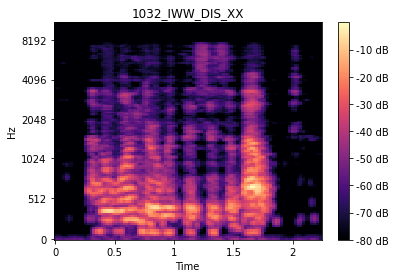 1032_IWW_DIS_XX
8192
4096
2048
1024
512
0
Hz
0
0.5
1
1.5
2
Time
-10 dB
-20 dB
-30 dB
-40 dB
-50 dB
-60 dB
-70 dB
-80 dB